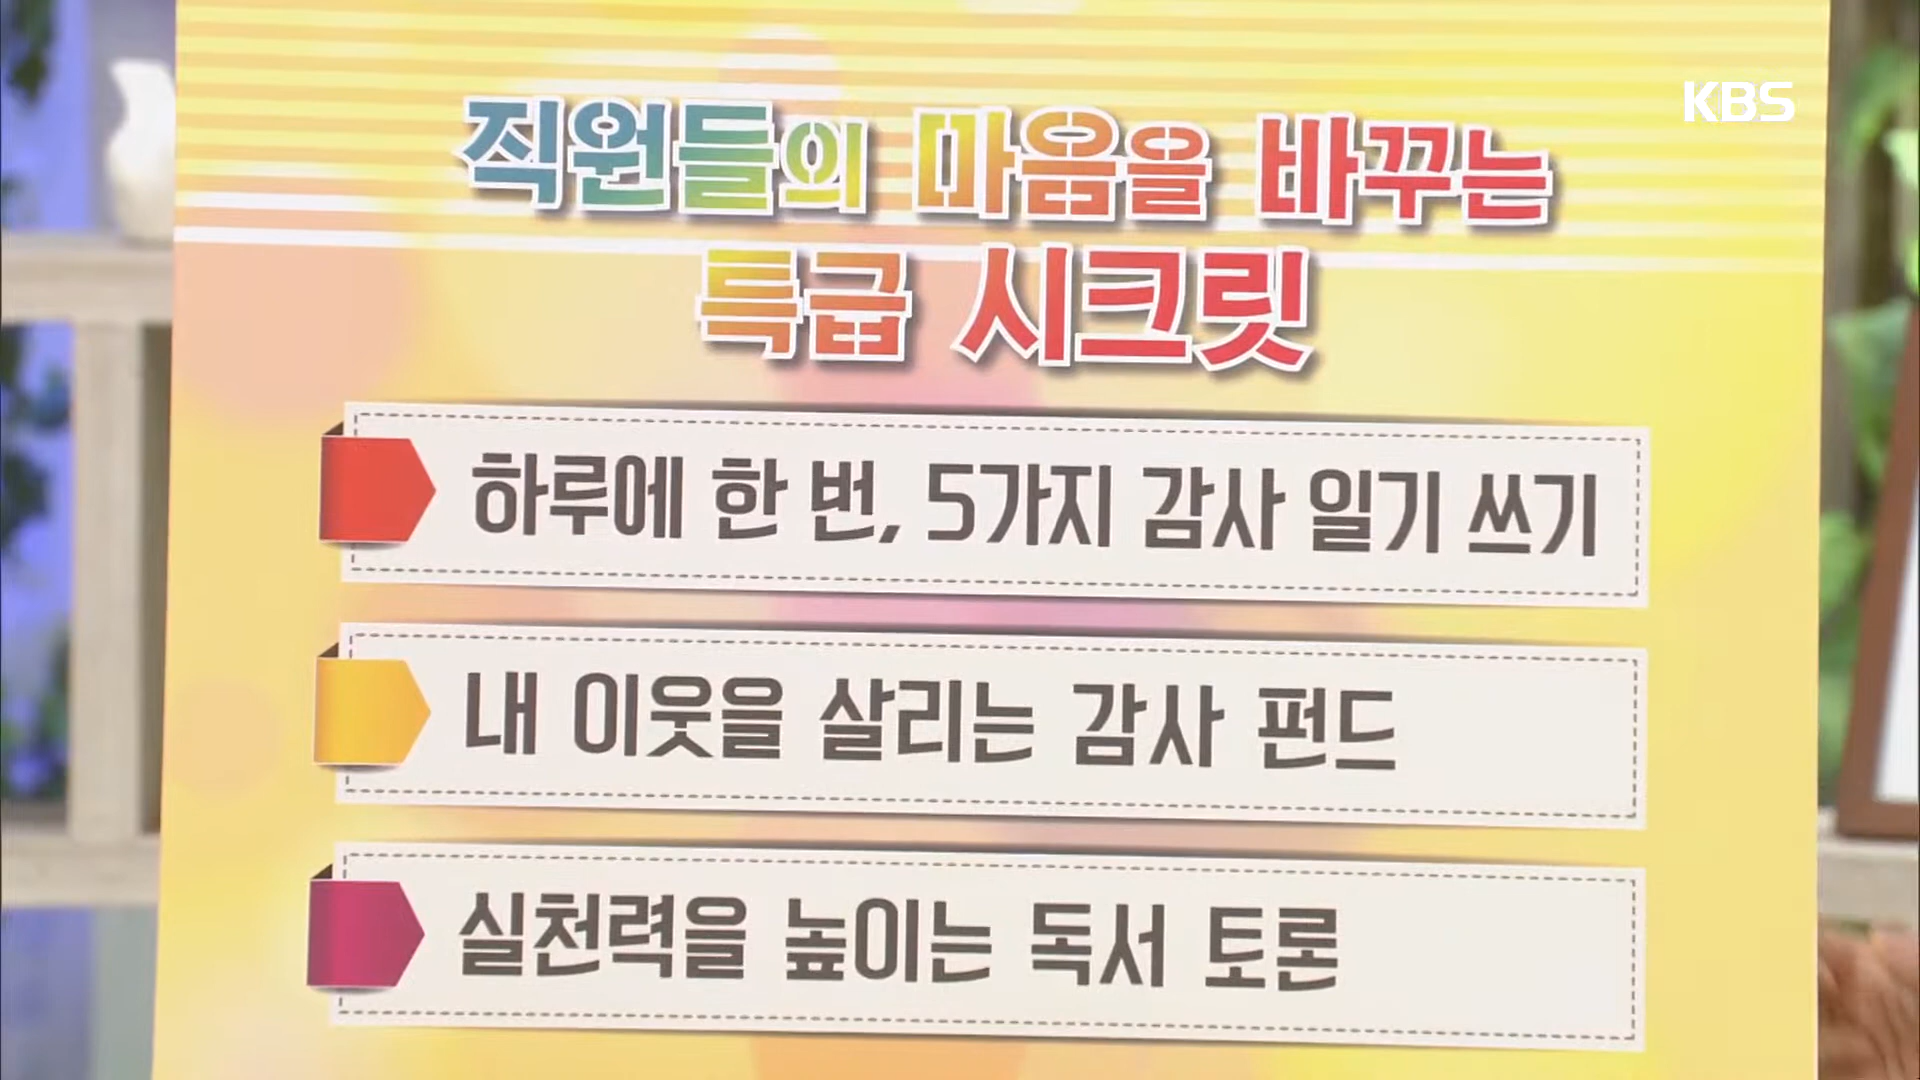 KBS
직원들의 마음을 바꾸는
특급 시크릿
하루에 한 번, 5가지 감사 일기 쓰기
내 이웃을 살리는 감사 펀드
실천력을 높이는 독서 토론